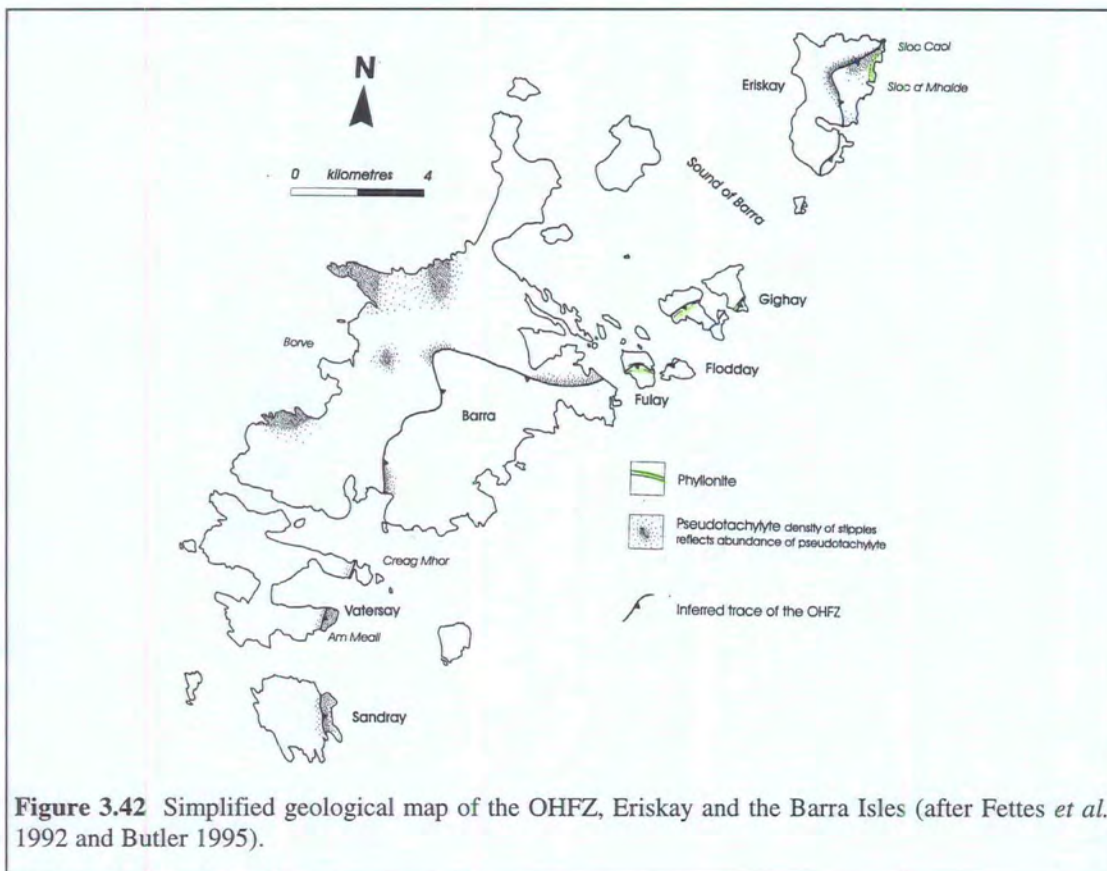 Sloc Caol
N
Eriskay
Sloc a' Mhaide
0 kilometres 4
Sound of Barra
Gighay
Borve
Flodday
Fulay
Barra
Phyllonite
Pseudotachylyte density of stipples
reflects abundance of pseudotachylyte
Creag Mhor
Vatersay
Inferred trace of the OHFZ
Am Meall
Sandray
Figure 3.42 Simplified geological map of the OHFZ, Eriskay and the Barra Isles (after Fettes et al.
1992 and Butler 1995).